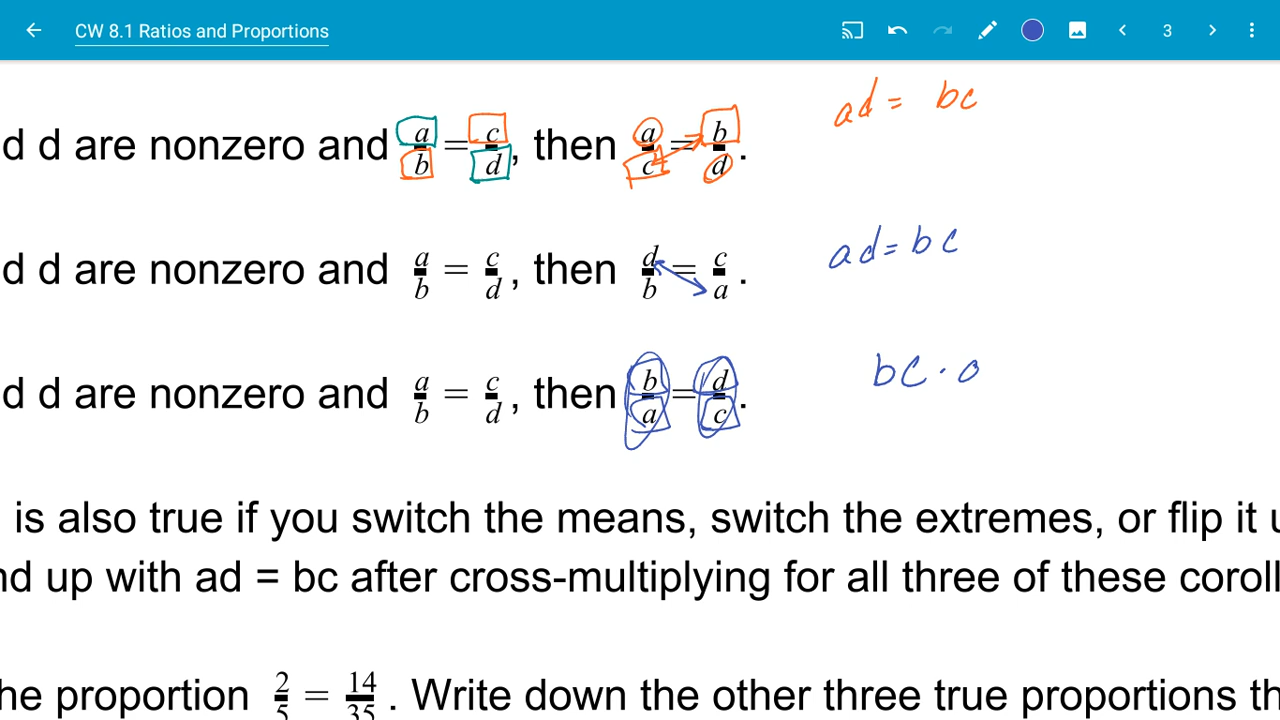 CW 8.1 Ratios and Proportions 3
d d are nonzero and a/b = c/d, then a/c = b/d. ad = bc
d d are nonzero and a/b = c/d, then d/b = c/a. ad = bc
d d are nonzero and a/b = c/d, then b/a = d/c. bc ·
is also true if you switch the means, switch the extremes, or flip it u
nd up with ad = bc after cross-multiplying for all three of these coroll
he proportion 2/5 = 14/35. Write down the other three true proportions th